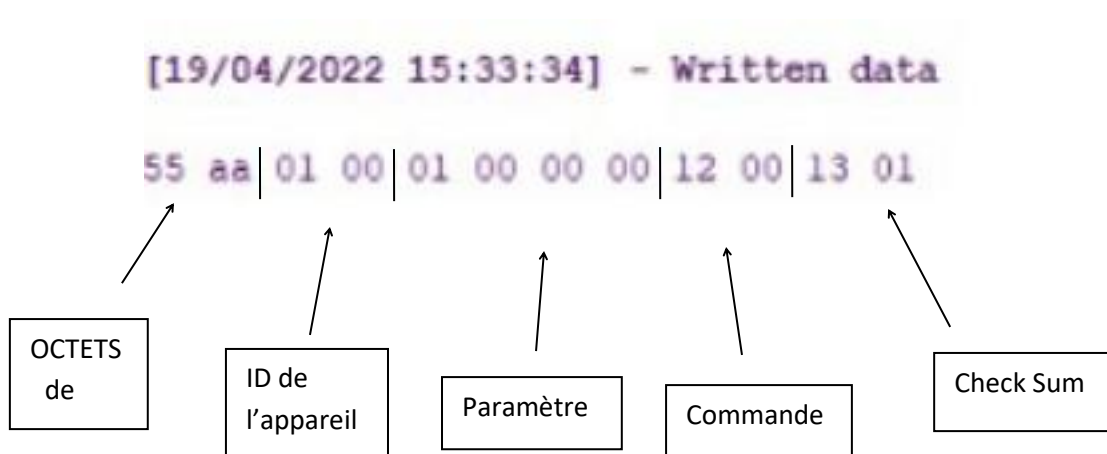 [19/04/2022 15:33:34] - Written data
55 aa 01 00 01 00 00 00 12 00 13 01
OCTETS
de
ID de
l’appareil
Paramètre
Commande
Check Sum